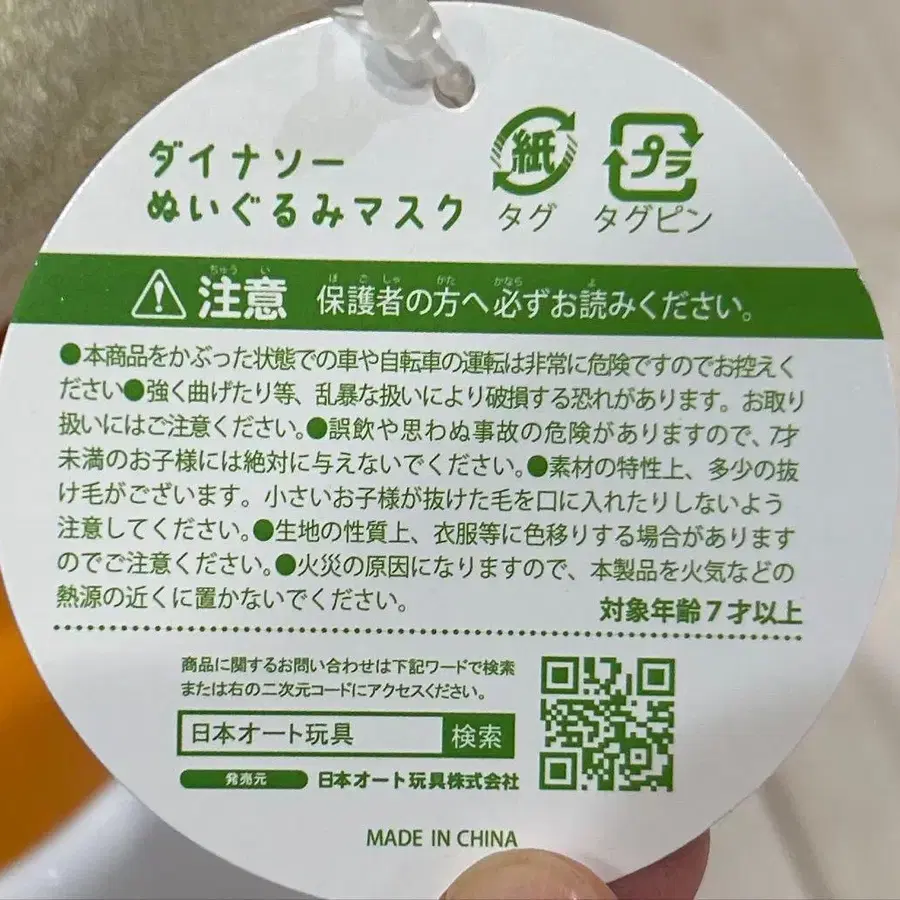 ダイナソー
ぬいぐるみマスク
紙
タグ
プラ
タグピン
注意 保護者の方へ必ずお読みください。
ちゅう い ほ ご しゃ かた かなら よ
●本商品をかぶった状態での車や自転車の運転は非常に危険ですのでお控えく
ださい●強く曲げたり等、乱暴な扱いにより破損する恐れがあります。お取り
扱いにはご注意ください。●誤飲や思わぬ事故の危険がありますので、7才
未満のお子様には絶対に与えないでください。●素材の特性上、多少の抜
け毛がございます。小さいお子様が抜けた毛を口に入れたりしないよう
注意してください。●生地の性質上、衣服等に色移りする場合があります
のでご注意ください。●火災の原因になりますので、本製品を火気などの
熱源の近くに置かないでください。
対象年齢7才以上
商品に関するお問い合わせは下記ワードで検索
または右の二次元コードにアクセスください。
日本オート玩具 検索
発売元 日本オート玩具株式会社
MADE IN CHINA